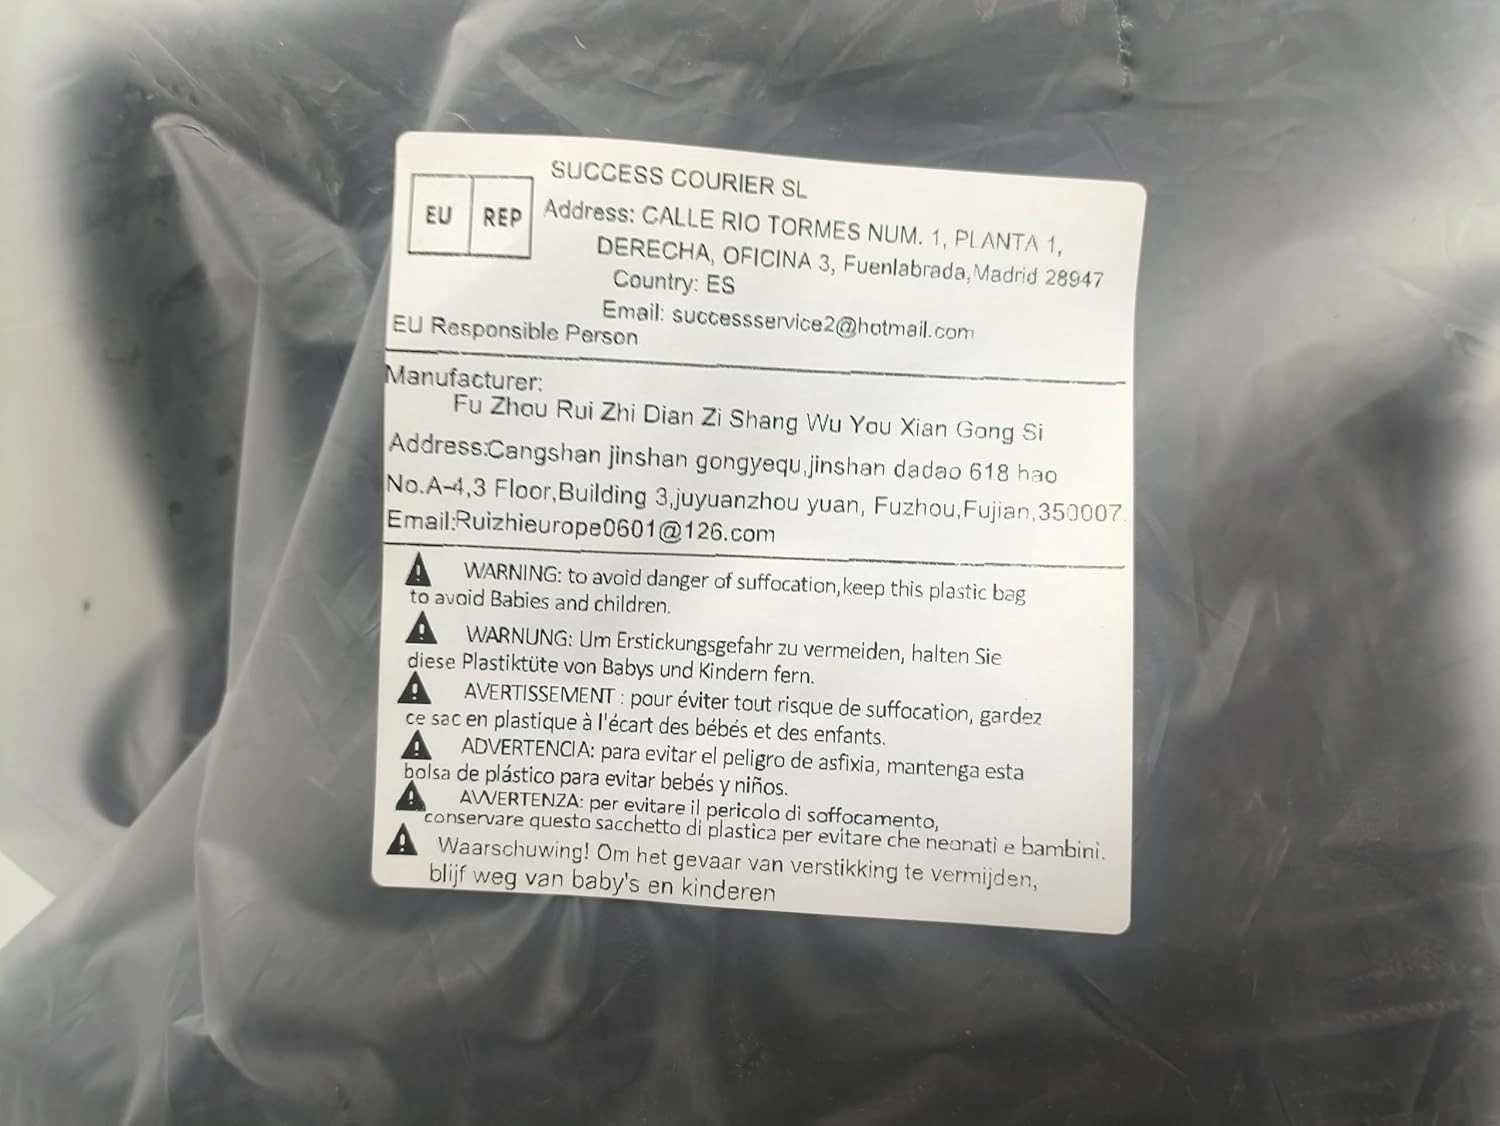 SUCCESS COURIER SL
EU REP
Address: CALLE RIO TORMES NUM. 1, PLANTA 1,
DERECHA, OFICINA 3, Fuenlabrada,Madrid 28947
Country: ES
Email: successservice2@hotmail.com
EU Responsible Person
Manufacturer:
Fu Zhou Rui Zhi Dian Zi Shang Wu You Xian Gong Si
Address:Cangshan jinshan gongyequ,jinshan dadao 618 hao
No.A-4,3 Floor,Building 3,juyuanzhou yuan, Fuzhou,Fujian,350007
Email:Ruizhieurope0601@126.com
WARNING: to avoid danger of suffocation,keep this plastic bag
to avoid Babies and children.
WARNUNG: Um Erstickungsgefahr zu vermeiden, halten Sie
diese Plastiktüte von Babys und Kindern fern.
AVERTISSEMENT : pour éviter tout risque de suffocation, gardez
ce sac en plastique à l'écart des bébés et des enfants.
ADVERTENCIA: para evitar el peligro de asfixia, mantenga esta
bolsa de plástico para evitar bebés y niños.
AVVERTENZA: per evitare il pericolo di soffocamento,
conservare questo sacchetto di plastica per evitare che neonati e bambini.
Waarschuwing! Om het gevaar van verstikking te vermijden,
blijf weg van baby's en kinderen